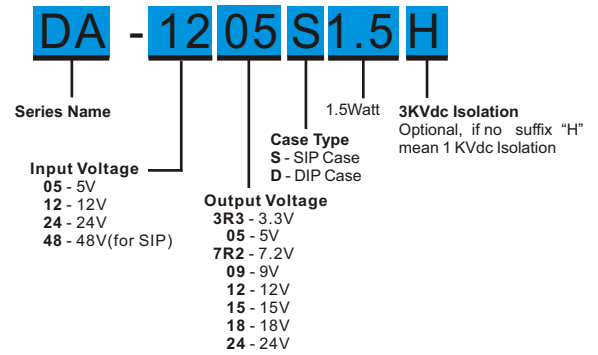 DA - 12 05 S 1.5 H
Series Name
1.5Watt
3KVdc Isolation
Optional, if no suffix “H”
mean 1 KVdc Isolation
Case Type
S - SIP Case
D - DIP Case
Input Voltage
05 - 5V
12 - 12V
24 - 24V
48 - 48V(for SIP)
Output Voltage
3R3 - 3.3V
05 - 5V
7R2 - 7.2V
09 - 9V
12 - 12V
15 - 15V
18 - 18V
24 - 24V